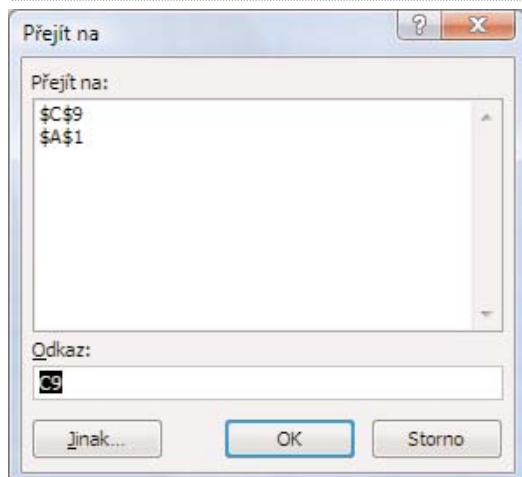 Přejít na
Přejít na:
$C$9
$A$1
Odkaz:
C9
Jinak...
OK
Storno